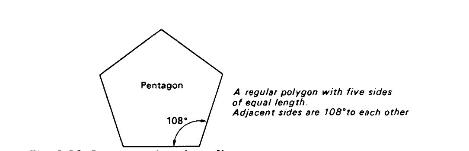 Pentagon
A regular polygon with five sides
of equal length.
Adjacent sides are 108° to each other
108°